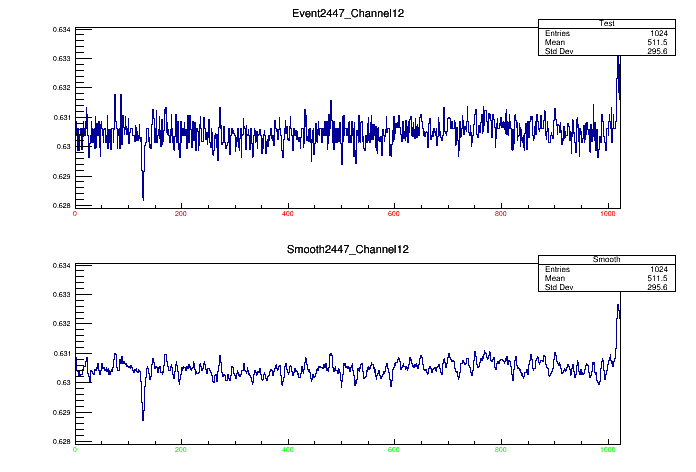 Event2447_Channel12
Test
Entries 1024
Mean 511.5
Std Dev 295.6
0.634
0.633
0.632
0.631
0.63
0.629
0.628
0 200 400 600 800 1000
Smooth2447_Channel12
Smooth
Entries 1024
Mean 511.5
Std Dev 295.6
0.634
0.633
0.632
0.631
0.63
0.629
0.628
0 200 400 600 800 1000